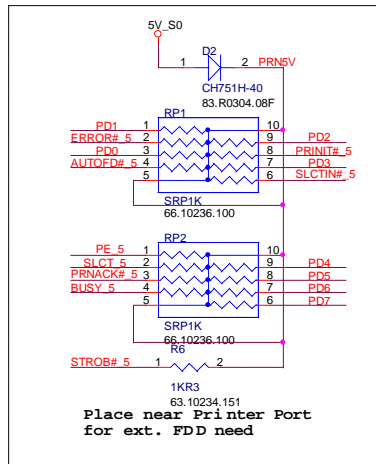 5V_S0
D2
1 2 PRN5V
CH751H-40
83.R0304.08F
RP1
PD1 1 10
ERROR#_5 2 9 PD2
PD0 3 8 PRINIT#_5
AUTOFD#_5 4 7 PD3
5 6 SLCTIN#_5
SRP1K
66.10236.100
RP2
PE_5 1 10
SLCT_5 2 9 PD4
PRNACK#_5 3 8 PD5
BUSY_5 4 7 PD6
5 6 PD7
SRP1K
66.10236.100
R6
STROB#_5 1 2
1KR3
63.10234.151
Place near Printer Port
for ext. FDD need